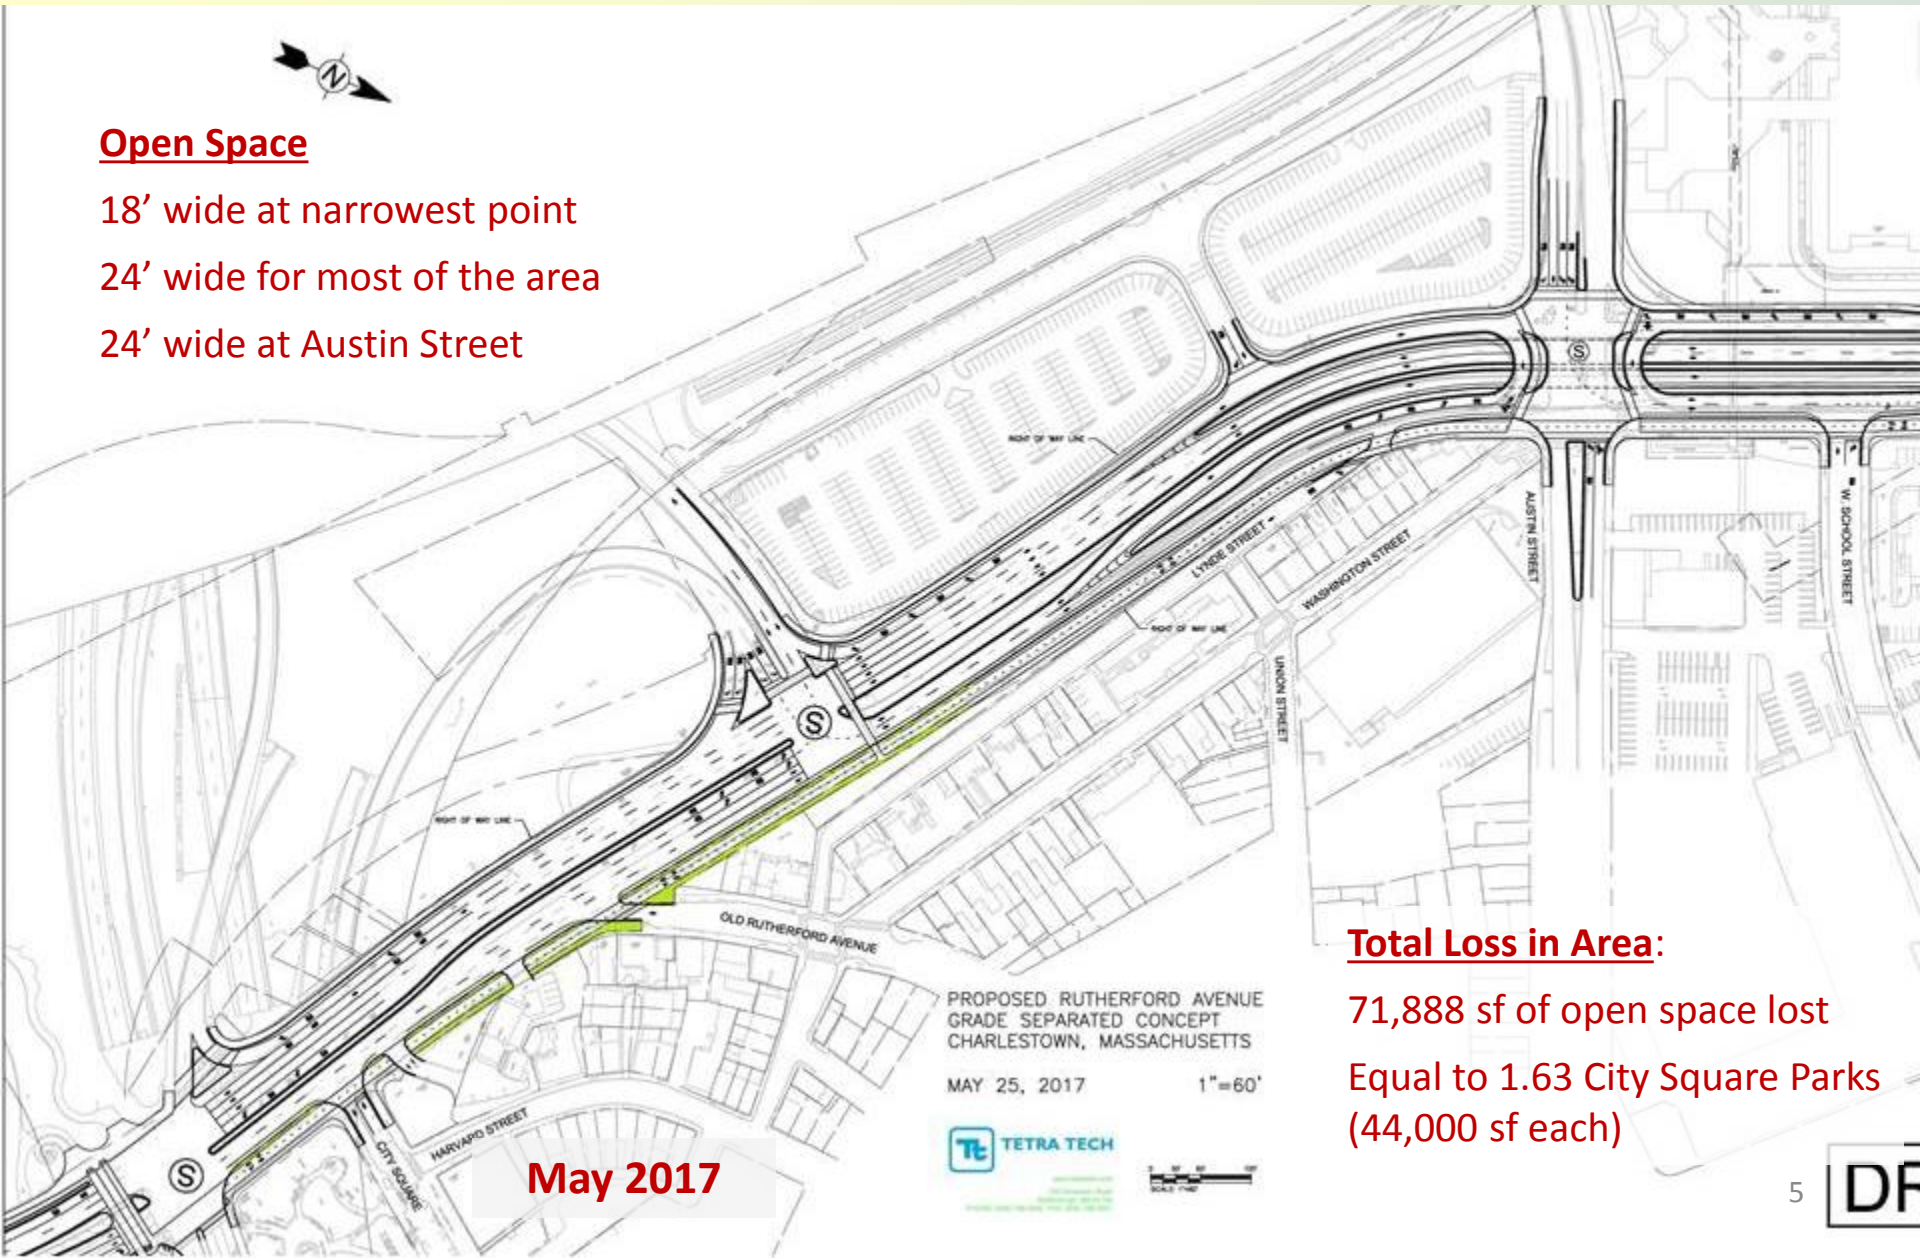 N
Open Space
18’ wide at narrowest point
24’ wide for most of the area
24’ wide at Austin Street
S
RIGHT OF WAY LINE
AUSTIN STREET
W. SCHOOL STREET
LYNDE STREET
WASHINGTON STREET
RIGHT OF WAY LINE
UNION STREET
S
RIGHT OF WAY LINE
OLD RUTHERFORD AVENUE
Total Loss in Area:
71,888 sf of open space lost
Equal to 1.63 City Square Parks
(44,000 sf each)
PROPOSED RUTHERFORD AVENUE
GRADE SEPARATED CONCEPT
CHARLESTOWN, MASSACHUSETTS
MAY 25, 2017 1"=60'
HARVARD STREET
CITY SQUARE
S
May 2017
Tt TETRA TECH
5
DR